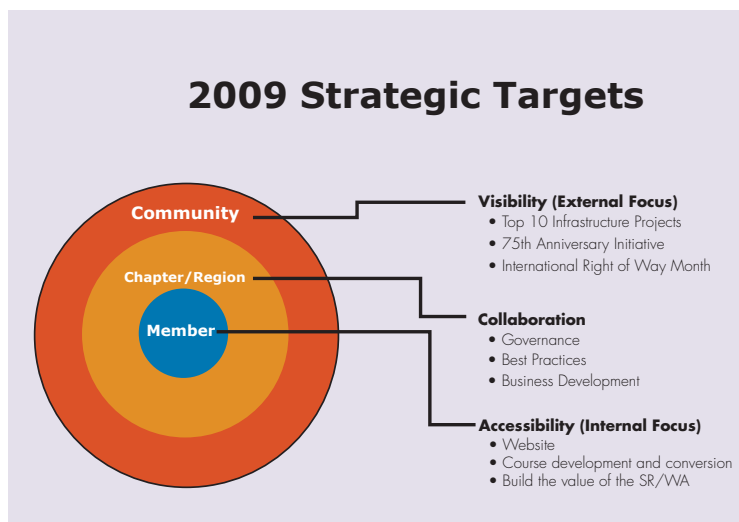 2009 Strategic Targets
Community
Chapter/Region
Member
Visibility (External Focus)
• Top 10 Infrastructure Projects
• 75th Anniversary Initiative
• International Right of Way Month
Collaboration
• Governance
• Best Practices
• Business Development
Accessibility (Internal Focus)
• Website
• Course development and conversion
• Build the value of the SR/WA